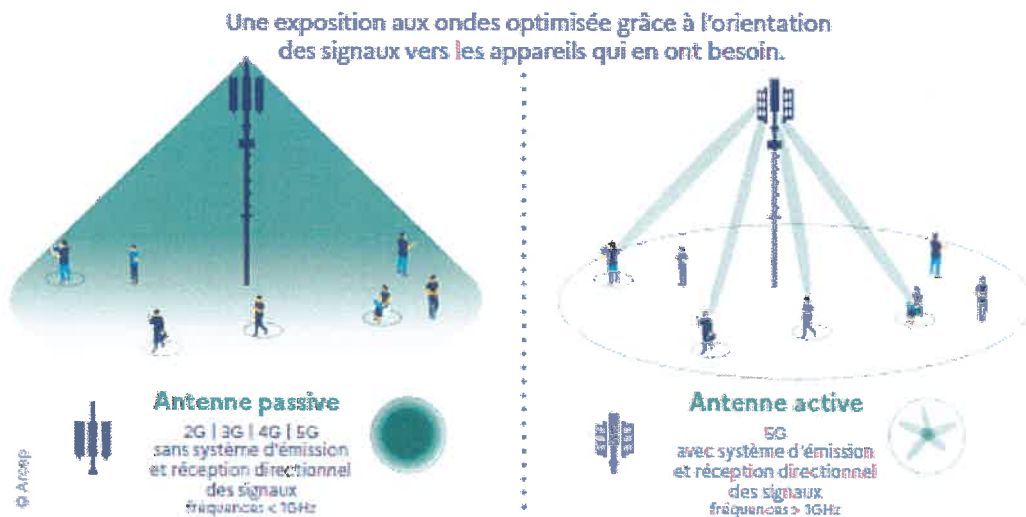 Une exposition aux ondes optimisée grâce à l'orientation
des signaux vers les appareils qui en ont besoin.
Antenne passive
2G | 3G | 4G | 5G
sans système d'émission
et réception directionnel
des signaux
fréquences < 1GHz
Antenne active
5G
avec système d'émission
et réception directionnel
des signaux
fréquences > 1GHz
© Arcep